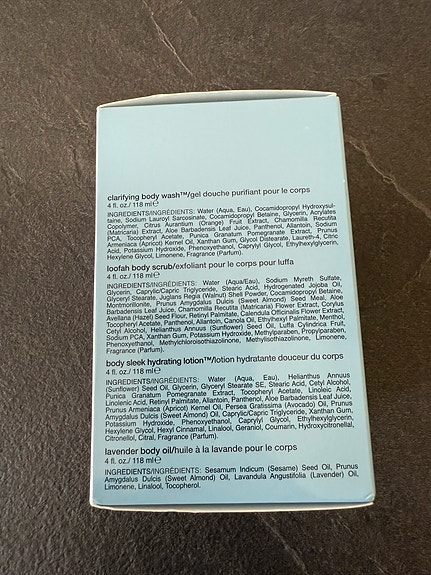 clarifying body wash™/gel douche purifiant pour le corps
4 fl. oz./ 118 ml ℮
INGREDIENTS/INGRÉDIENTS: Water (Aqua, Eau), Cocamidopropyl Hydroxysul-
taine, Sodium Lauroyl Sarcosinate, Cocamidopropyl Betaine, Glycerin, Acrylates
Copolymer, Citrus Aurantium (Orange) Fruit Extract, Chamomilla Recutita
(Matricaria) Extract, Aloe Barbadensis Leaf Juice, Panthenol, Allantoin, Sodium
PCA, Tocopheryl Acetate, Punica Granatum Pomegranate Extract, Prunus
Armeniaca (Apricot) Kernel Oil, Xanthan Gum, Glycol Distearate, Laureth-4, Citric
Acid, Potassium Hydroxide, Phenoxyethanol, Caprylyl Glycol, Ethylhexylglycerin,
Hexylene Glycol, Limonene, Fragrance (Parfum).
loofah body scrub/exfoliant pour le corps pour luffa
4 fl. oz./ 118 ml ℮
INGREDIENTS/INGRÉDIENTS: Water (Aqua/Eau), Sodium Myreth Sulfate,
Glycerin, Caprylic/Capric Triglyceride, Stearic Acid, Hydrogenated Jojoba Oil,
Glyceryl Stearate, Juglans Regia (Walnut) Shell Powder, Cocamidopropyl Betaine,
Montmorillonite, Prunus Amygdalus Dulcis (Sweet Almond) Seed Meal, Aloe
Barbadensis Leaf Juice, Chamomilla Recutita (Matricaria) Flower Extract, Corylus
Avellana (Hazel) Seed Flour, Retinyl Palmitate, Calendula Officinalis Flower Extract,
Tocopheryl Acetate, Panthenol, Allantoin, Canola Oil, Ethylhexyl Palmitate, Menthol,
Cetyl Alcohol, Helianthus Annuus (Sunflower) Seed Oil, Luffa Cylindrica Fruit,
Sodium PCA, Xanthan Gum, Potassium Hydroxide, Methylparaben, Propylparaben,
Phenoxyethanol, Methylchloroisothiazolinone, Methylisothiazolinone, Limonene,
Fragrance (Parfum).
body sleek hydrating lotion™/lotion hydratante douceur du corps
4 fl. oz./ 118 ml ℮
INGREDIENTS/INGRÉDIENTS: Water (Aqua, Eau), Helianthus Annuus
(Sunflower) Seed Oil, Glycerin, Glyceryl Stearate SE, Stearic Acid, Cetyl Alcohol,
Punica Granatum Pomegranate Extract, Tocopheryl Acetate, Linoleic Acid,
Linolenic Acid, Retinyl Palmitate, Allantoin, Panthenol, Aloe Barbadensis Leaf Juice,
Prunus Armeniaca (Apricot) Kernel Oil, Persea Gratissima (Avocado) Oil, Prunus
Amygdalus Dulcis (Sweet Almond) Oil, Caprylic/Capric Triglyceride, Xanthan Gum,
Potassium Hydroxide, Phenoxyethanol, Caprylyl Glycol, Ethylhexylglycerin,
Hexylene Glycol, Hexyl Cinnamal, Linalool, Geraniol, Coumarin, Hydroxycitronellal,
Citronellol, Citral, Fragrance (Parfum).
lavender body oil/huile à la lavande pour le corps
4 fl. oz./ 118 ml ℮
INGREDIENTS/INGRÉDIENTS: Sesamum Indicum (Sesame) Seed Oil, Prunus
Amygdalus Dulcis (Sweet Almond) Oil, Lavandula Angustifolia (Lavender) Oil,
Limonene, Linalool, Tocopherol.